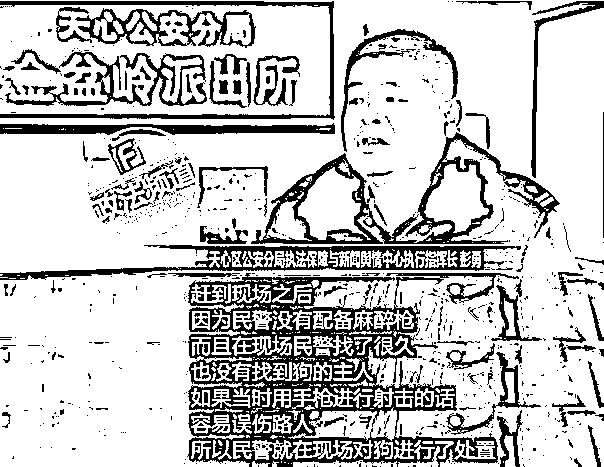 天心公安分局
金盆岭派出所
政法频道
天心区公安分局执法保障与新闻舆情中心执行指挥长 彭勇
赶到现场之后
因为民警没有配备麻醉枪
而且在现场民警找了很久
也没有找到狗的主人
如果当时用手枪进行射击的话
容易误伤路人
所以民警就在现场对狗进行了处置